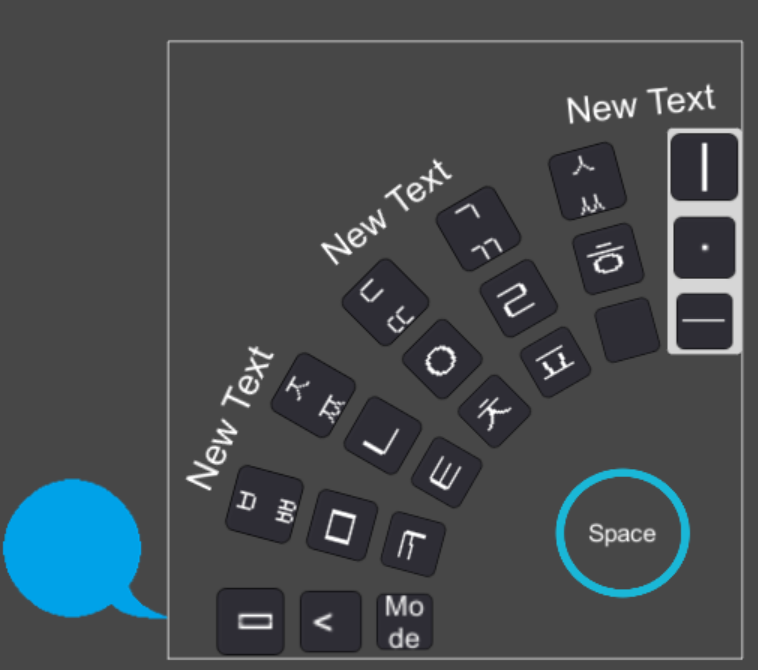 New Text
ㅣ
ㆍ
ㅡ
ㅅ
ㅆ
ㅎ
New Text
ㄱ
ㄲ
ㄹ
ㅍ
ㄷ
ㄸ
ㅇ
ㅊ
New Text
ㅈ
ㅉ
ㄴ
ㅌ
ㅂ
ㅃ
ㅁ
ㅋ
<
Mo
de
Space